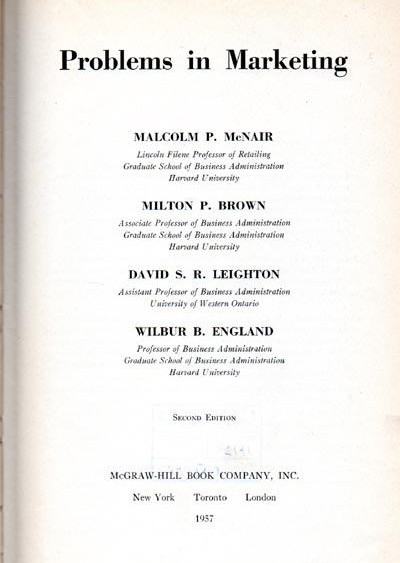 Problems in Marketing
MALCOLM P. McNAIR
Lincoln Filene Professor of Retailing
Graduate School of Business Administration
Harvard University
MILTON P. BROWN
Associate Professor of Business Administration
Graduate School of Business Administration
Harvard University
DAVID S. R. LEIGHTON
Assistant Professor of Business Administration
University of Western Ontario
WILBUR B. ENGLAND
Professor of Business Administration
Graduate School of Business Administration
Harvard University
SECOND EDITION
McGRAW-HILL BOOK COMPANY, INC.
New York Toronto London
1957